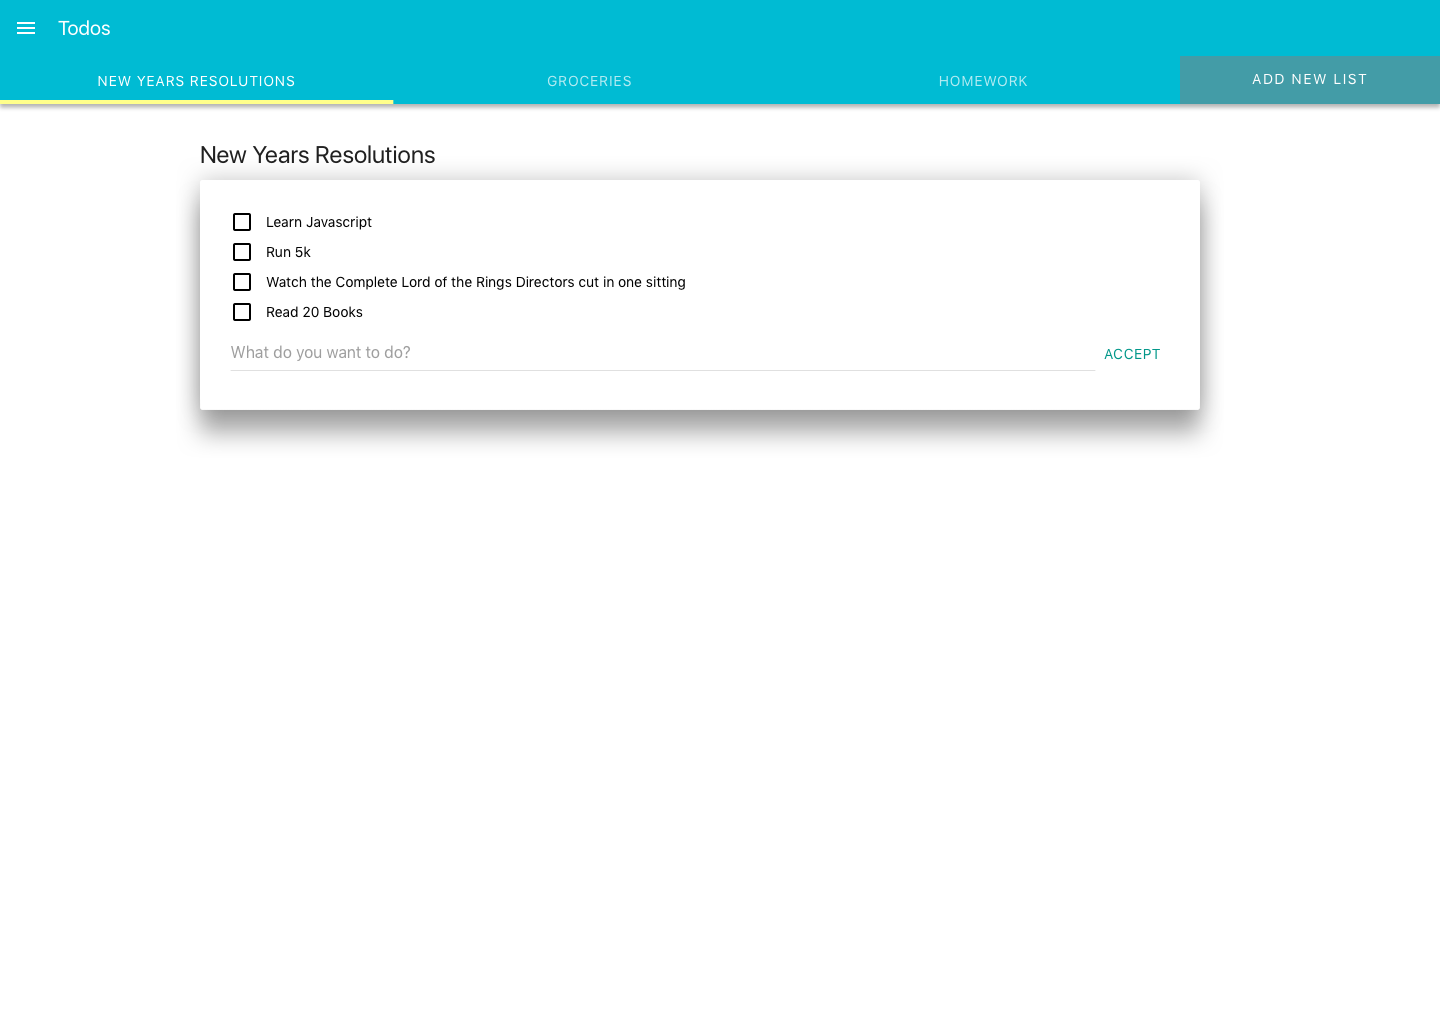 Todos
NEW YEARS RESOLUTIONS
GROCERIES
HOMEWORK
ADD NEW LIST
New Years Resolutions
Learn Javascript
Run 5k
Watch the Complete Lord of the Rings Directors cut in one sitting
Read 20 Books
What do you want to do?
ACCEPT